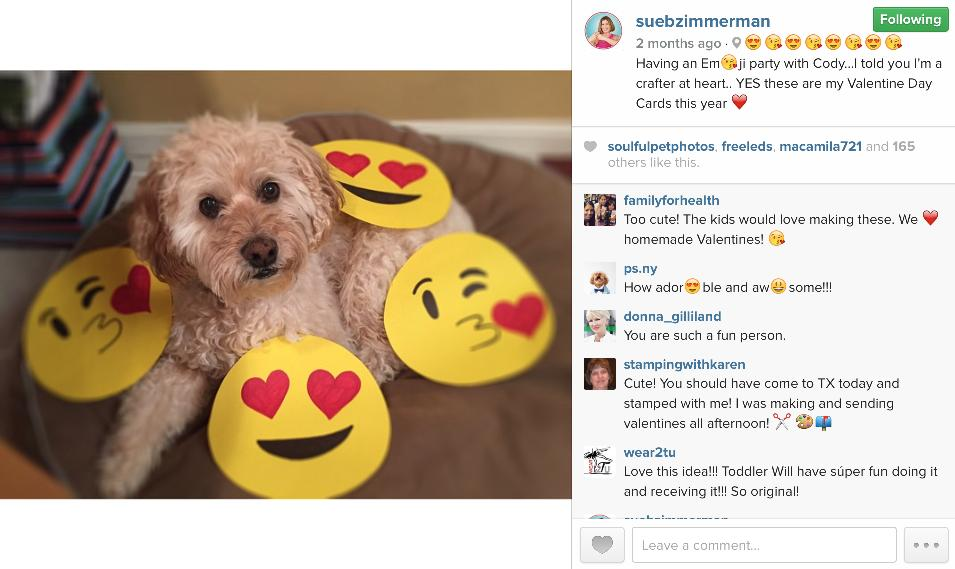 suebzimmerman
Following
2 months ago · 😍😘😍😘😍😘😍😘
Having an Em😘ji party with Cody...I told you I'm a
crafter at heart.. YES these are my Valentine Day
Cards this year ❤️
soulfulpetphotos, freeleds, macamila721 and 165
others like this.
familyforhealth
Too cute! The kids would love making these. We ❤️
homemade Valentines! 😘
ps.ny
How ador😍ble and aw😃some!!!
donna_gilliland
You are such a fun person.
stampingwithkaren
Cute! You should have come to TX today and
stamped with me! I was making and sending
valentines all afternoon! ✂️ 🎨📫
wear2tu
Love this idea!!! Toddler Will have súper fun doing it
and receiving it!!! So original!
suebzimmerman
Leave a comment...